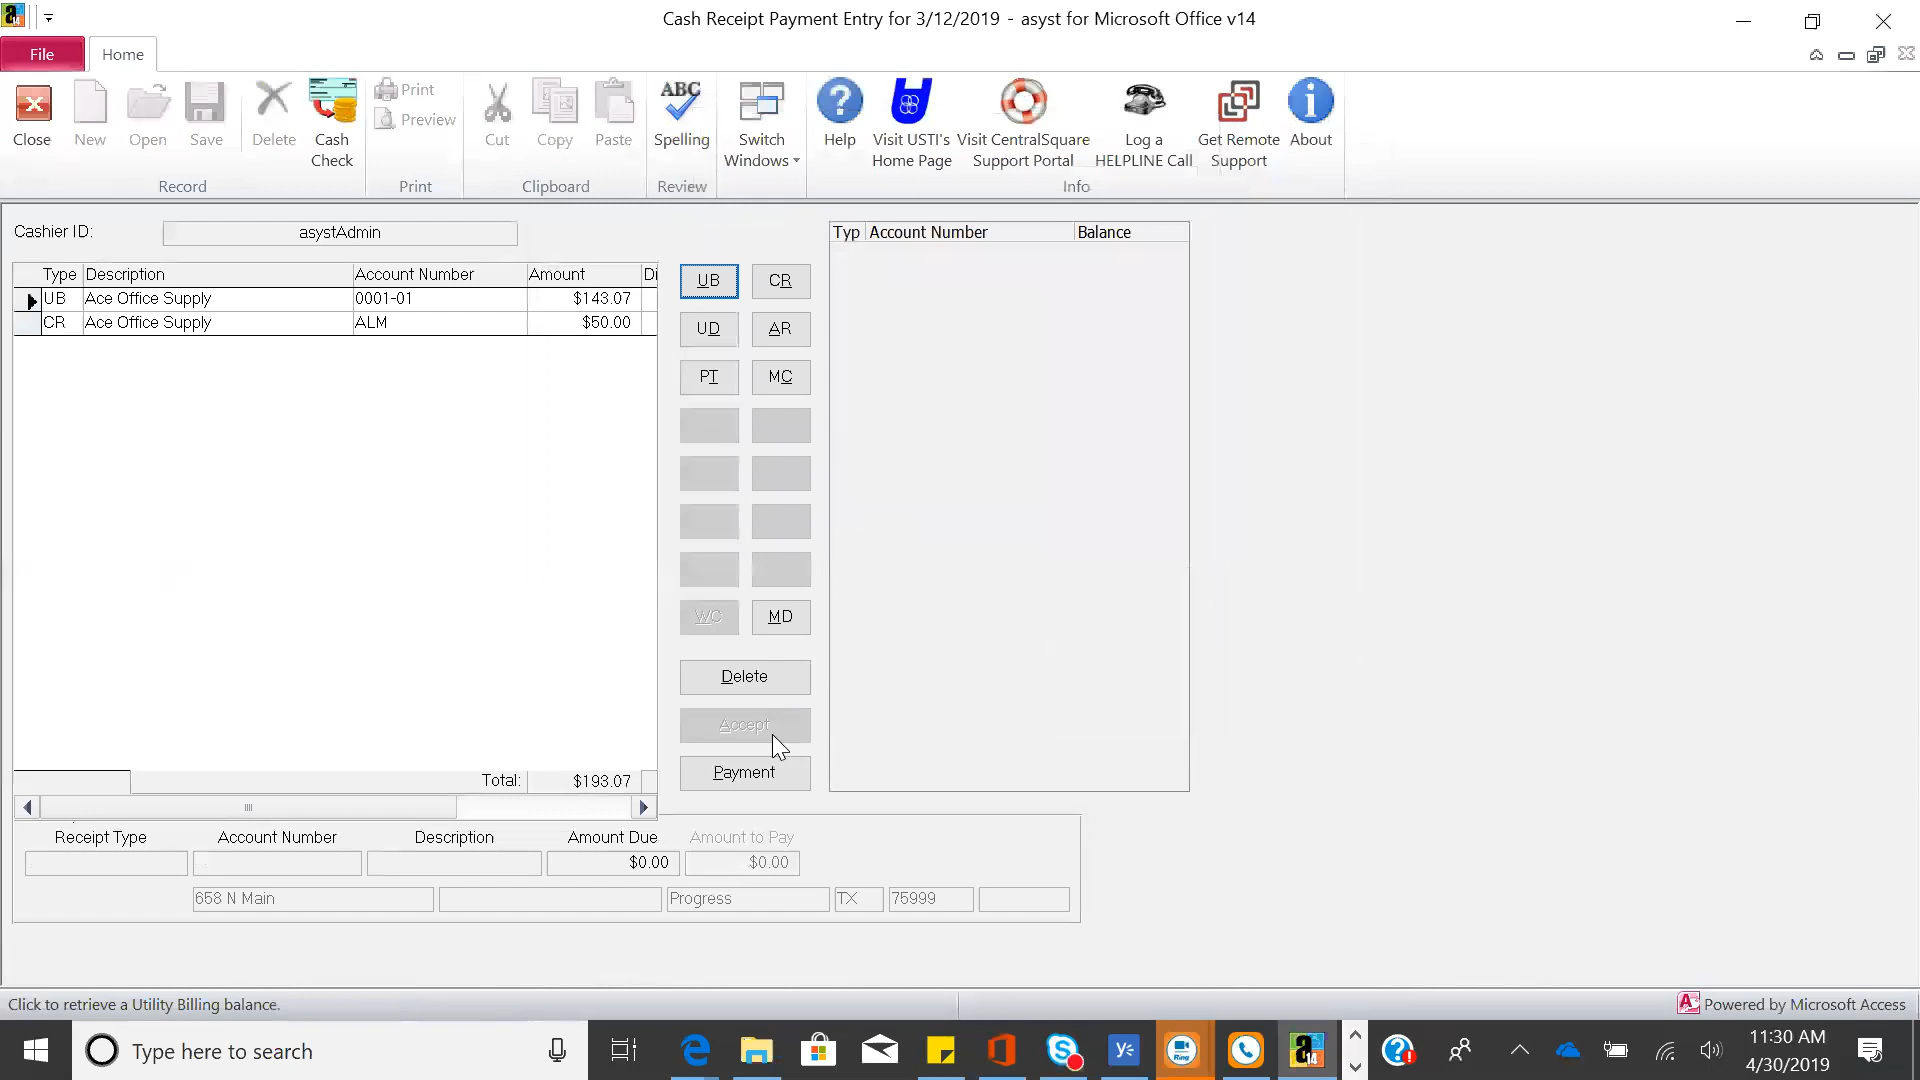 Cash Receipt Payment Entry for 3/12/2019 - asyst for Microsoft Office v14
File
Home
Close
New
Open
Save
Delete
Cash
Check
Record
Print
Preview
Print
Cut
Copy
Paste
Clipboard
ABC
Spelling
Review
Switch
Windows
Help
Visit USTI's
Home Page
Visit CentralSquare
Support Portal
Log a
HELPLINE Call
Get Remote
Support
About
Info
Cashier ID:
asystAdmin
Type Description Account Number Amount Di
UB Ace Office Supply 0001-01 $143.07
CR Ace Office Supply ALM $50.00
Total: $193.07
UB CR
UD AR
PT MC
WC MD
Delete
Accept
Payment
Typ Account Number Balance
Receipt Type Account Number Description Amount Due Amount to Pay
$0.00 $0.00
658 N Main Progress TX 75999
Click to retrieve a Utility Billing balance.
Powered by Microsoft Access
Type here to search
Ring
11:30 AM
4/30/2019